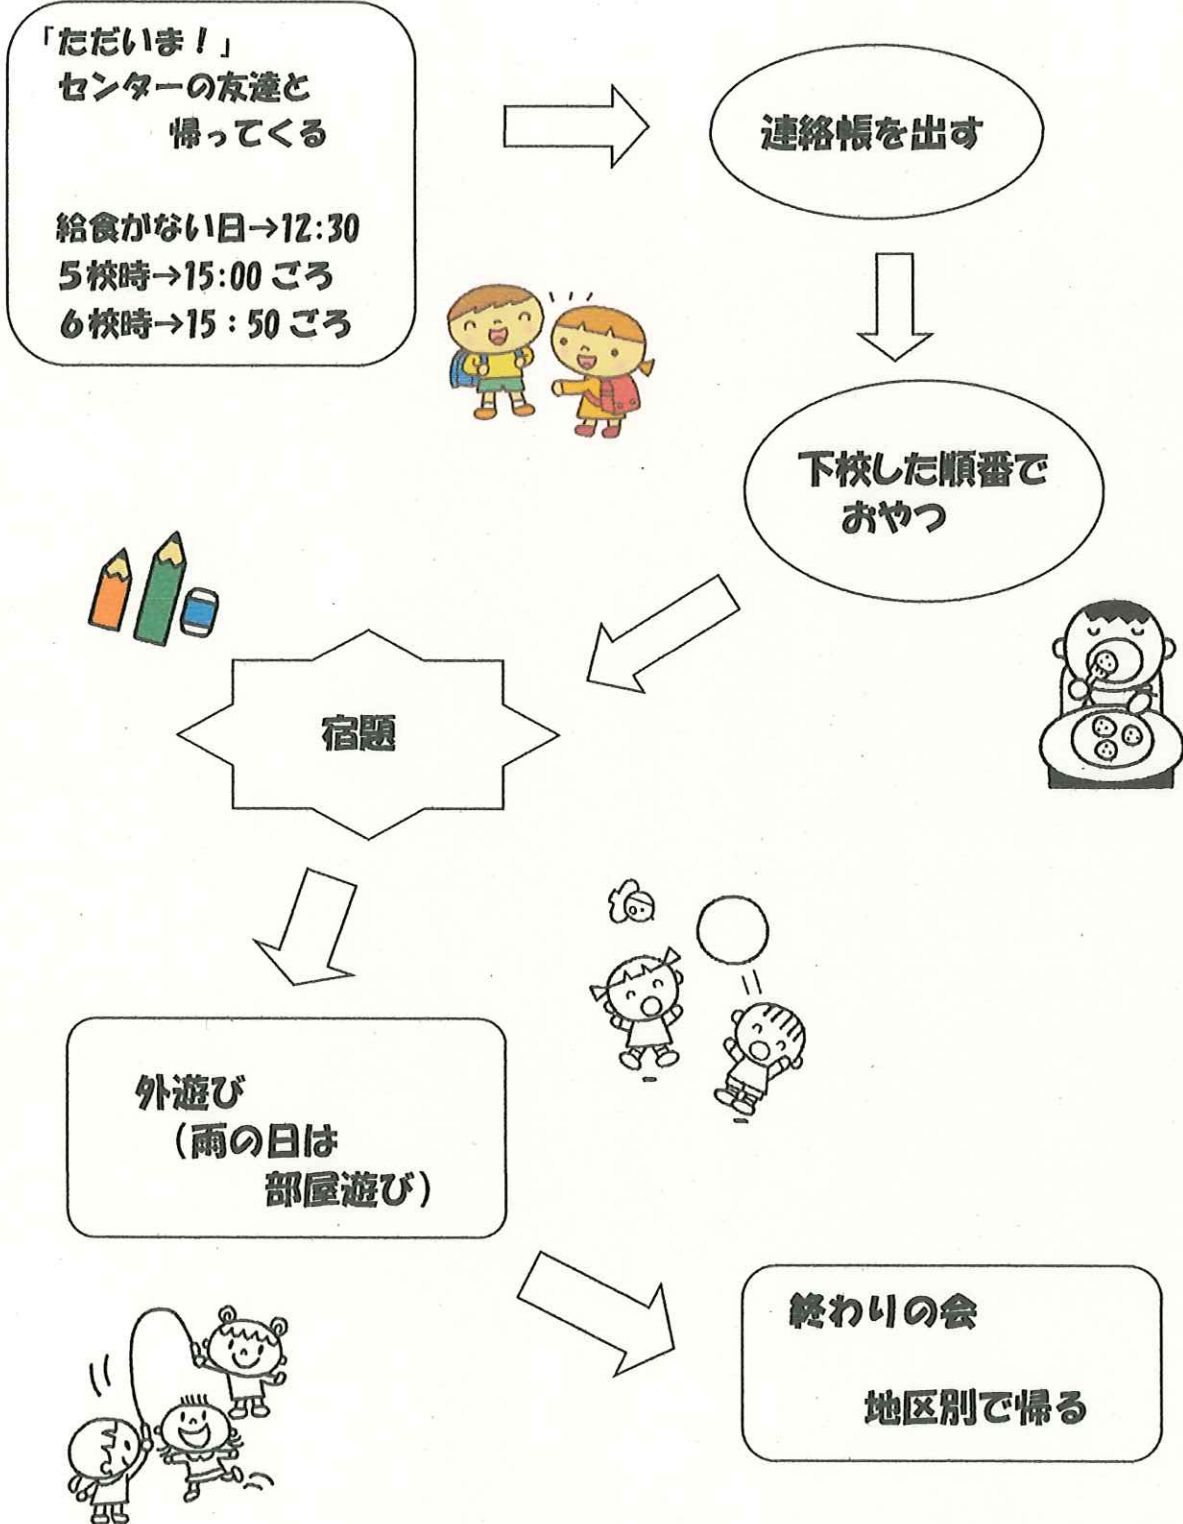 「ただいま！」
センターの友達と
帰ってくる
給食がない日→12:30
5校時→15:00ごろ
6校時→15：50ごろ
連絡帳を出す
下校した順番で
おやつ
宿題
外遊び
（雨の日は
部屋遊び）
終わりの会
地区別で帰る